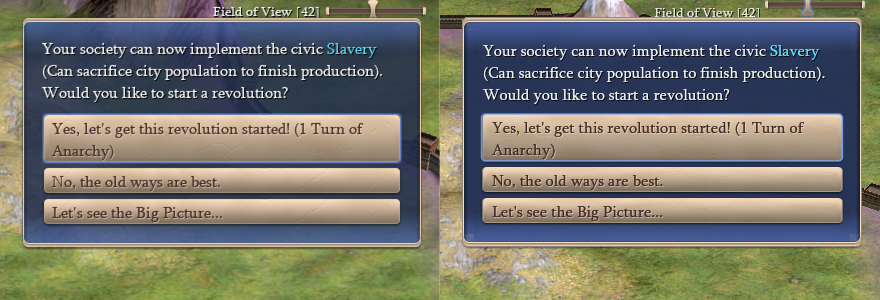 Field of View [42]
Your society can now implement the civic Slavery
(Can sacrifice city population to finish production).
Would you like to start a revolution?
Yes, let's get this revolution started! (1 Turn of
Anarchy)
No, the old ways are best.
Let's see the Big Picture...
Field of View [42]
Your society can now implement the civic Slavery
(Can sacrifice city population to finish production).
Would you like to start a revolution?
Yes, let's get this revolution started! (1 Turn of
Anarchy)
No, the old ways are best.
Let's see the Big Picture...